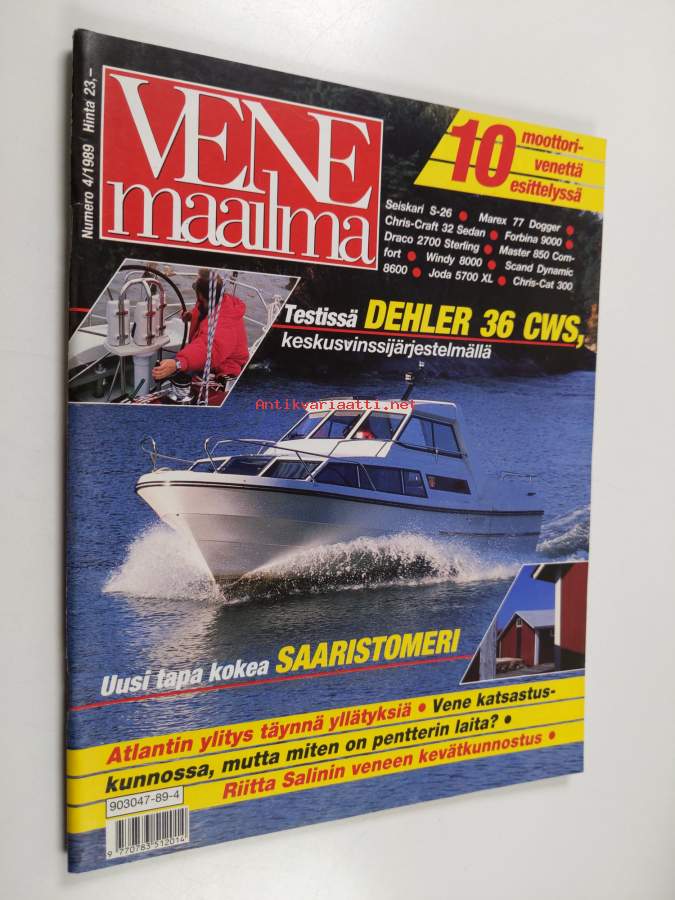 Numero 4/1989 Hinta 23,–
VENE
maailma
10
moottori-
venettä
esittelyssä
Seiskari S-26 • Marex 77 Dogger •
Chris-Craft 32 Sedan • Forbina 9000 •
Draco 2700 Sterling • Master 850 Com-
fort • Windy 8000 • Scand Dynamic
8600 • Joda 5700 XL • Chris-Cat 300
Testissä DEHLER 36 CWS,
keskusvinssijärjestelmällä
Antikvariaatti.net
Uusi tapa kokea SAARISTOMERI
Atlantin ylitys täynnä yllätyksiä • Vene katsastus-
kunnossa, mutta miten on pentterin laita? •
Riitta Salinin veneen kevätkunnostus •
903047-89-4
9 770783 512014